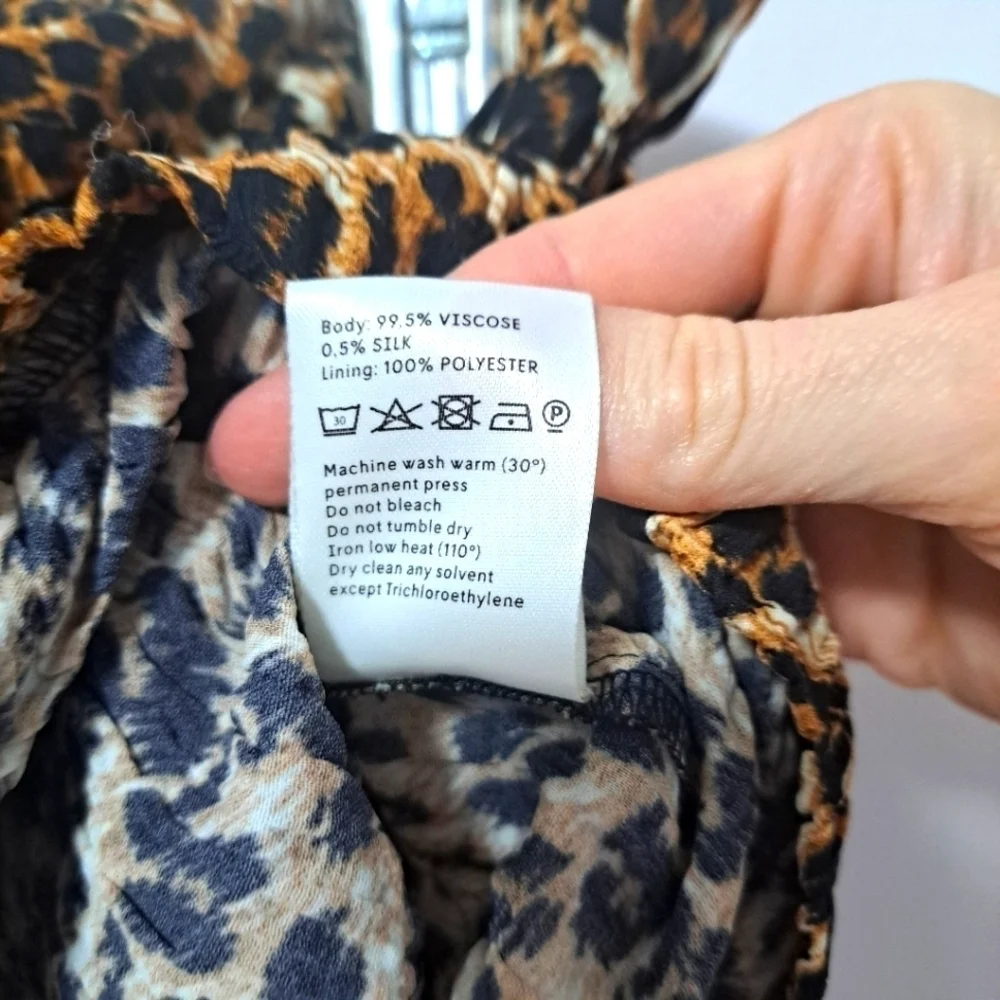 Body: 99.5% VISCOSE
0.5% SILK
Lining: 100% POLYESTER
30 P
Machine wash warm (30°)
permanent press
Do not bleach
Do not tumble dry
Iron low heat (110°)
Dry clean any solvent
except Trichloroethylene